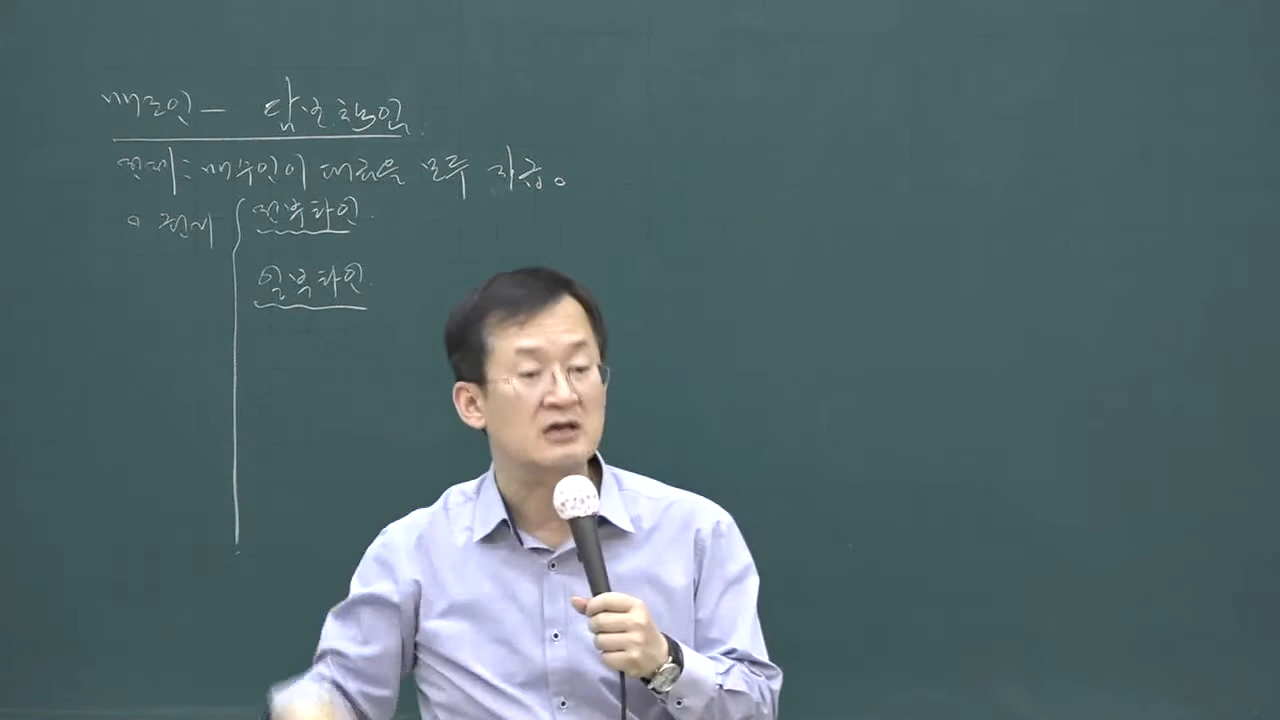 매도인 - 담보책임.
전제: 매수인이 대금을 모두 지급.
o 권리 { 전부타인.
일부타인.